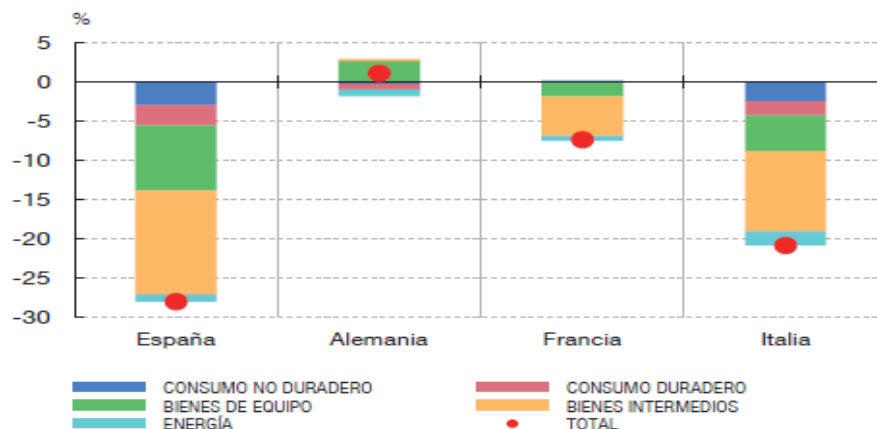 %
5
0
-5
-10
-15
-20
-25
-30
España Alemania Francia Italia
CONSUMO NO DURADERO CONSUMO DURADERO
BIENES DE EQUIPO BIENES INTERMEDIOS
ENERGÍA TOTAL